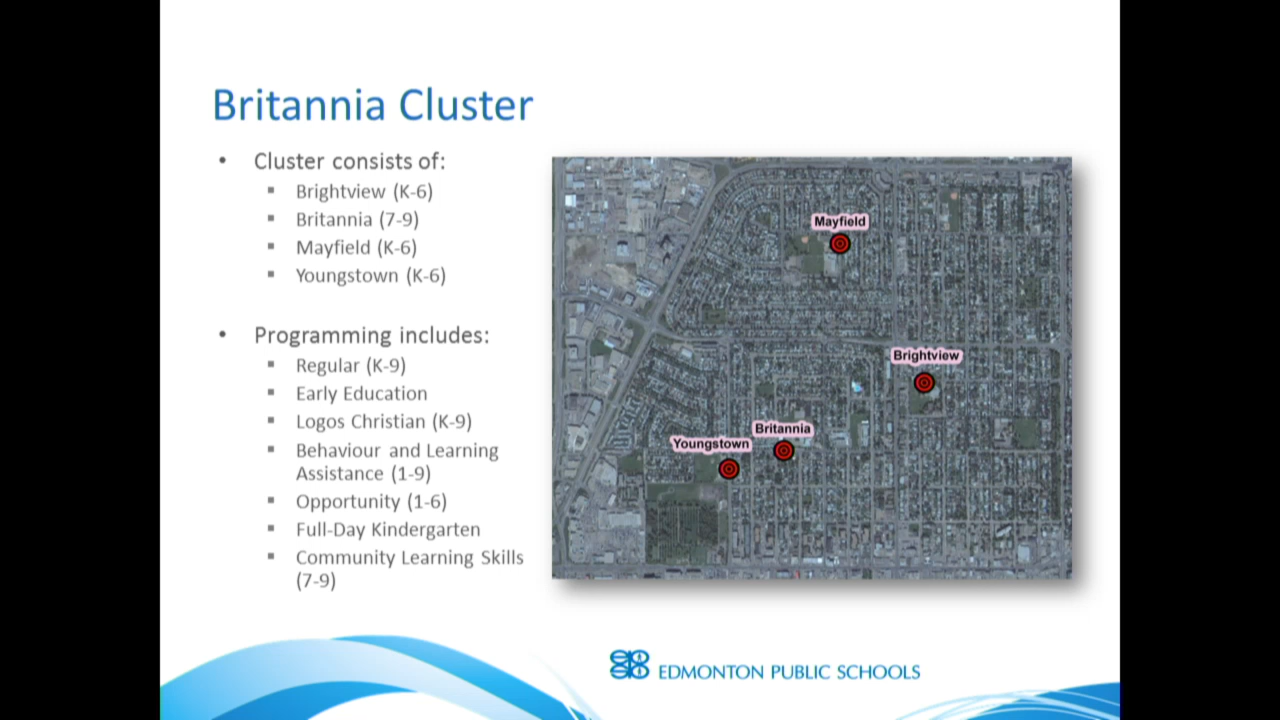 Britannia Cluster
• Cluster consists of:
▪ Brightview (K-6)
▪ Britannia (7-9)
▪ Mayfield (K-6)
▪ Youngstown (K-6)
• Programming includes:
▪ Regular (K-9)
▪ Early Education
▪ Logos Christian (K-9)
▪ Behaviour and Learning
Assistance (1-9)
▪ Opportunity (1-6)
▪ Full-Day Kindergarten
▪ Community Learning Skills
(7-9)
Mayfield
Brightview
Britannia
Youngstown
EDMONTON PUBLIC SCHOOLS